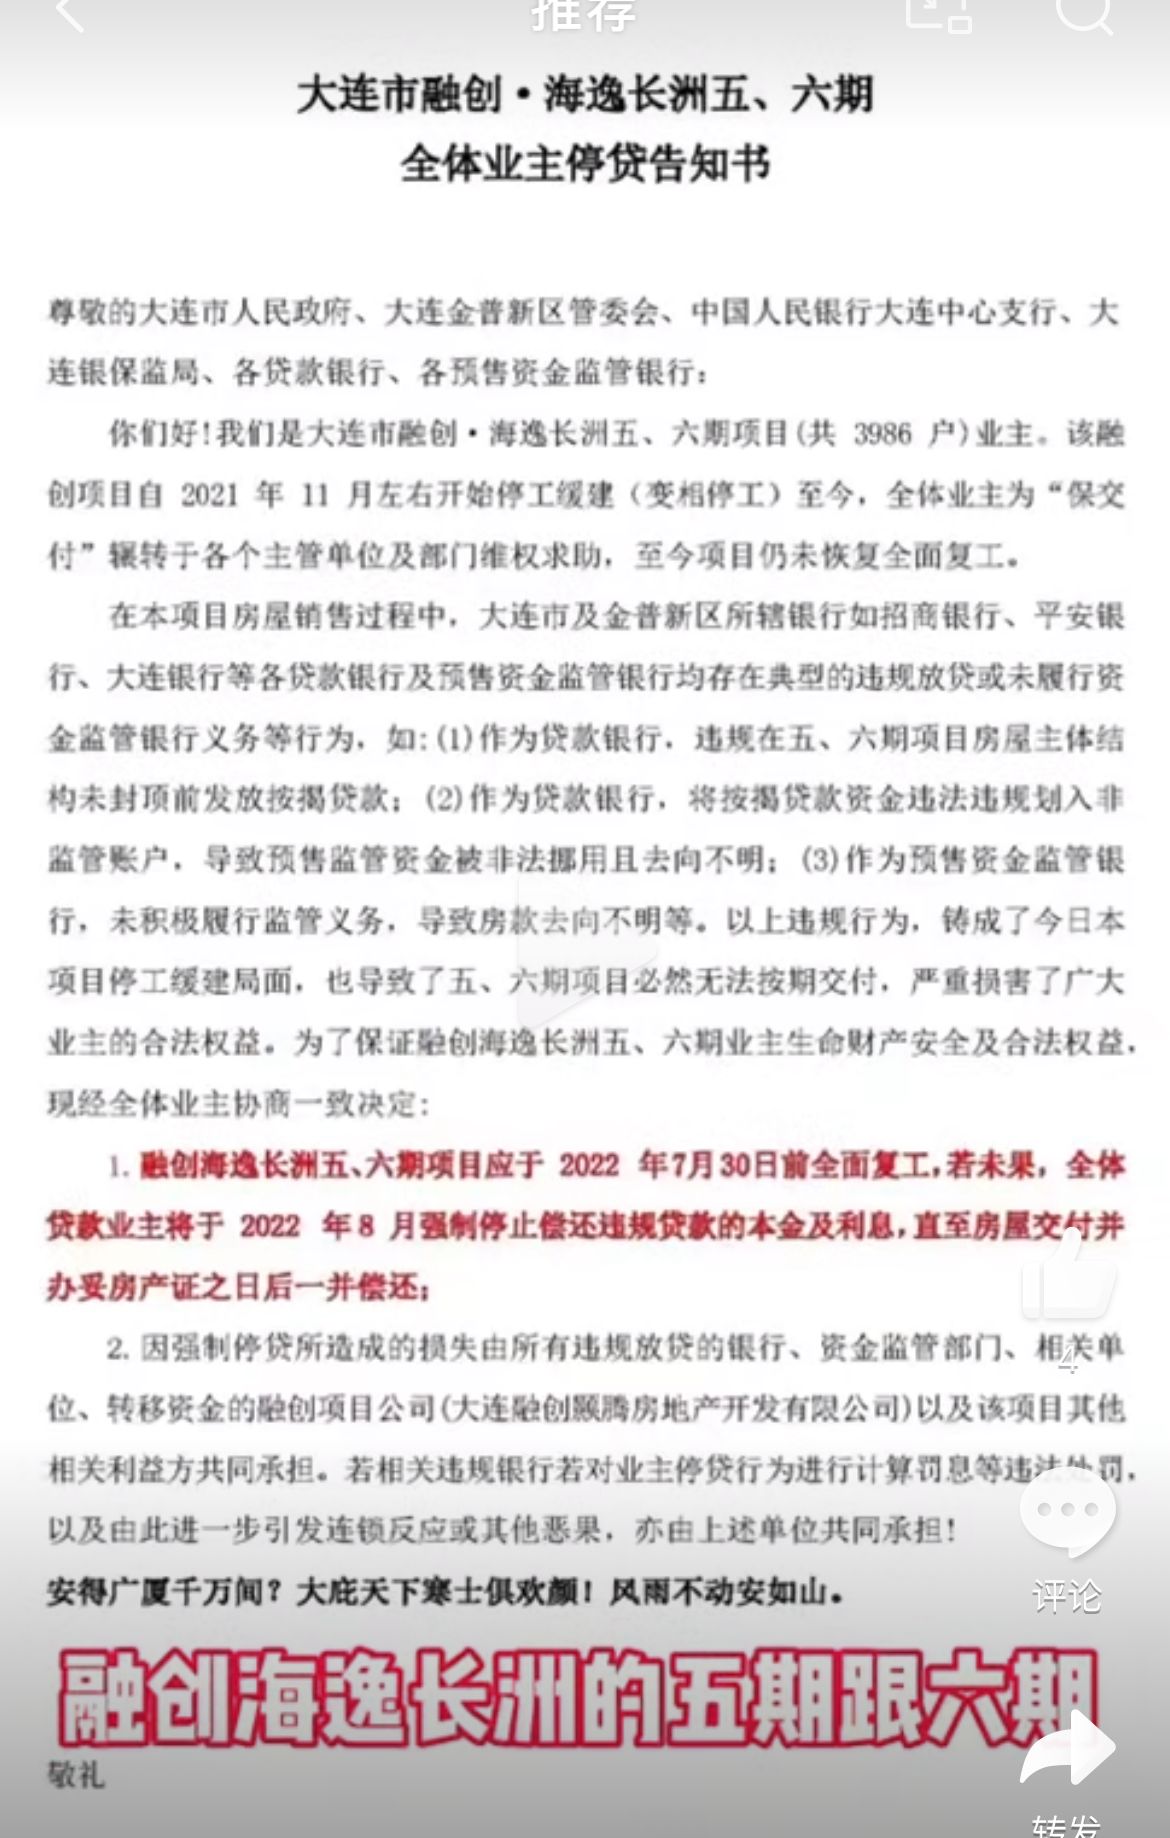 推荐
大连市融创·海逸长洲五、六期
全体业主停贷告知书
尊敬的大连市人民政府、大连金普新区管委会、中国人民银行大连中心支行、大
连银保监局、各贷款银行、各预售资金监管银行：
你们好!我们是大连市融创·海逸长洲五、六期项目(共 3986 户)业主。该融
创项目自 2021 年 11 月左右开始停工缓建（变相停工）至今，全体业主为“保交
付”辗转于各个主管单位及部门维权求助，至今项目仍未恢复全面复工。
在本项目房屋销售过程中，大连市及金普新区所辖银行如招商银行、平安银
行、大连银行等各贷款银行及预售资金监管银行均存在典型的违规放贷或未履行资
金监管银行义务等行为，如:(1)作为贷款银行，违规在五、六期项目房屋主体结
构未封顶前发放按揭贷款；(2)作为贷款银行，将按揭贷款资金违法违规划入非
监管账户，导致预售监管资金被非法挪用且去向不明；(3)作为预售资金监管银
行，未积极履行监管义务，导致房款去向不明等。以上违规行为，铸成了今日本
项目停工缓建局面，也导致了五、六期项目必然无法按期交付，严重损害了广大
业主的合法权益。为了保证融创海逸长洲五、六期业主生命财产安全及合法权益，
现经全体业主协商一致决定:
1. 融创海逸长洲五、六期项目应于 2022 年7月30日前全面复工,若未果，全体
贷款业主将于 2022 年8 月强制停止偿还违规贷款的本金及利息,直至房屋交付并
办妥房产证之日后一并偿还；
2. 因强制停贷所造成的损失由所有违规放贷的银行、资金监管部门、相关单
位、转移资金的融创项目公司(大连融创颐腾房地产开发有限公司)以及该项目其他
相关利益方共同承担。若相关违规银行若对业主停贷行为进行计算罚息等违法处罚，
以及由此进一步引发连锁反应或其他恶果，亦由上述单位共同承担!
安得广厦千万间？大庇天下寒士俱欢颜！风雨不动安如山。
融创海逸长洲的五期跟六期
敬礼
4
评论
转发